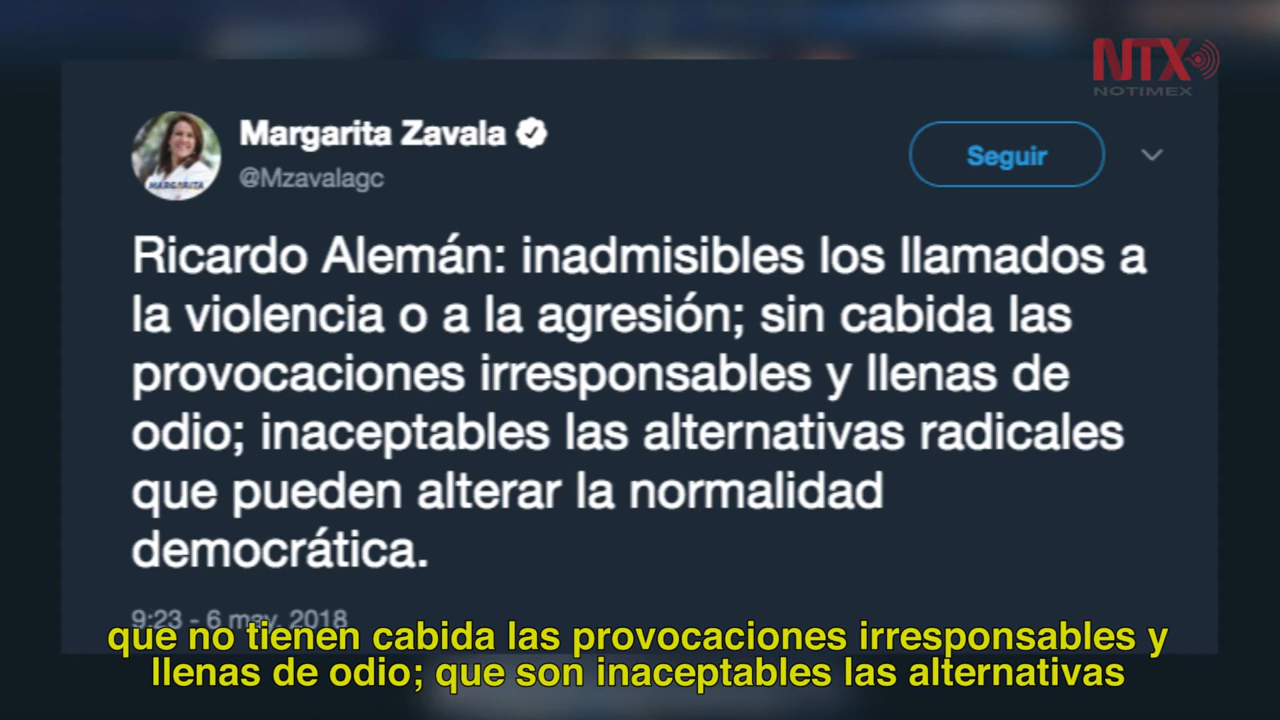 NTX
NOTIMEX
Margarita Zavala
@Mzavalagc
Seguir
MARGARITA
Ricardo Alemán: inadmisibles los llamados a
la violencia o a la agresión; sin cabida las
provocaciones irresponsables y llenas de
odio; inaceptables las alternativas radicales
que pueden alterar la normalidad
democrática.
9:23 - 6 may. 2018
que no tienen cabida las provocaciones irresponsables y
llenas de odio; que son inaceptables las alternativas